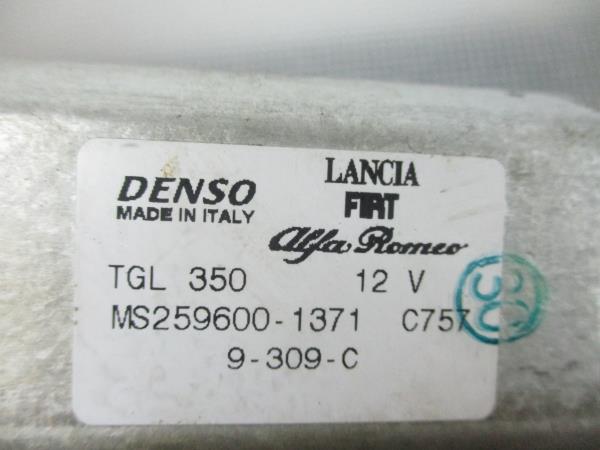 DENSO
MADE IN ITALY
LANCIA
FIAT
Alfa Romeo
TGL 350 12 V
MS259600-1371 C757
9-309-C